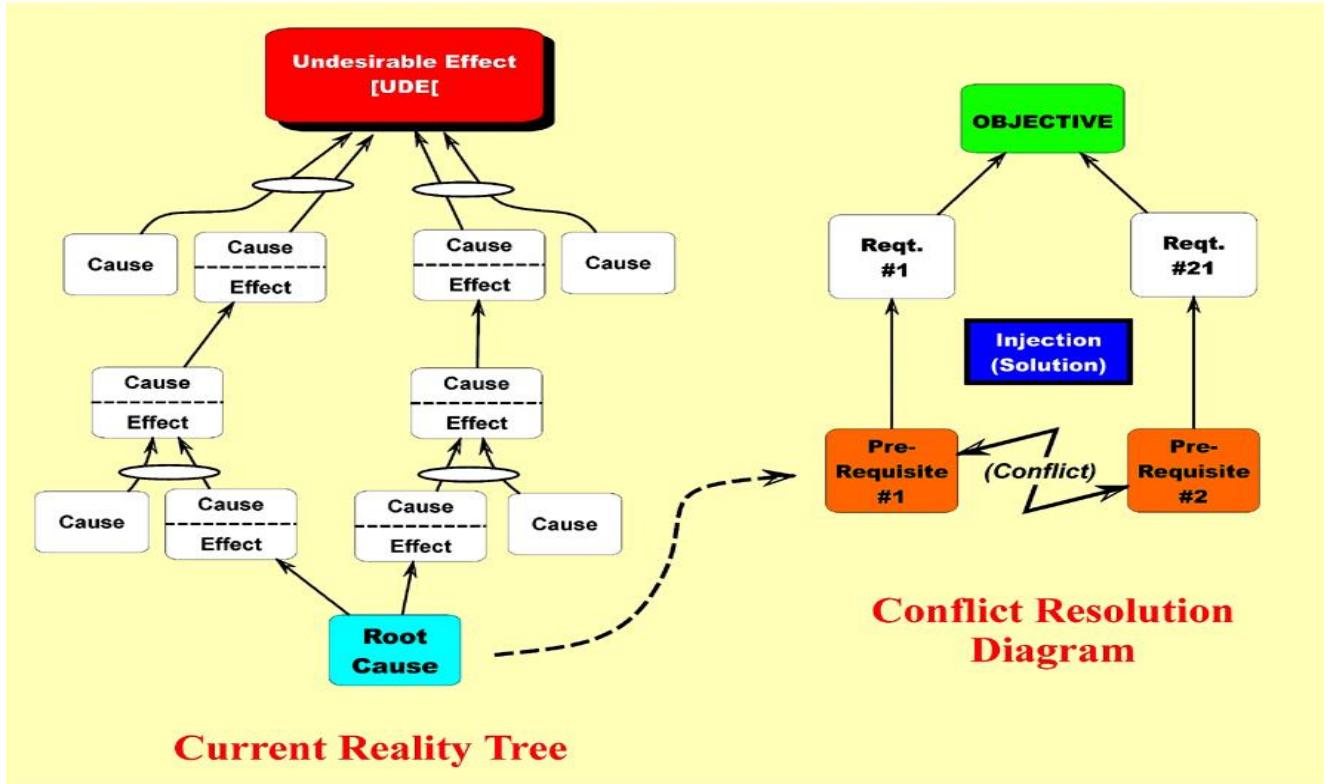 Undesirable Effect
[UDE[
Cause
Cause
Effect
Cause
Effect
Cause
Cause
Effect
Cause
Effect
Cause
Cause
Effect
Cause
Effect
Cause
Root
Cause
Current Reality Tree
OBJECTIVE
Reqt.
#1
Reqt.
#21
Injection
(Solution)
Pre-
Requisite
#1
(Conflict)
Pre-
Requisite
#2
Conflict Resolution
Diagram